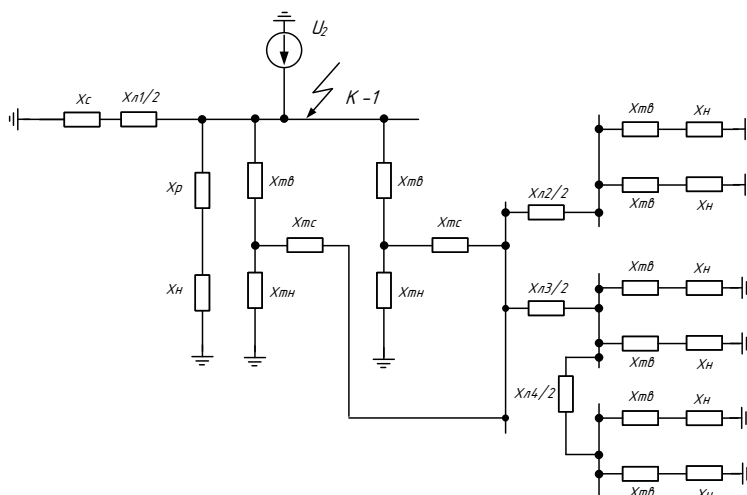 U₂
K-1
Xс
Xл1/2
Xр
Xн
Xтв
Xтс
Xтн
Xтв
Xтс
Xтн
Xл2/2
Xл3/2
Xл4/2
Xтв
Xн
Xтв
Xн
Xтв
Xн
Xтв
Xн
Xтв
Xн
Xтв
Xн